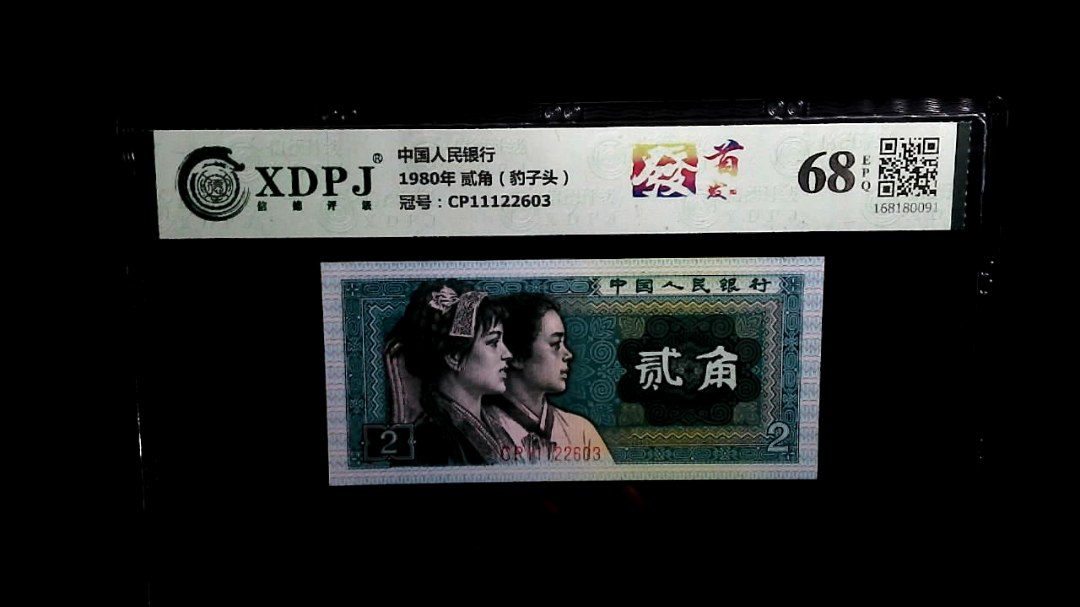 XDPJ®
信德评级
中国人民银行
1980年 贰角（豹子头）
冠号：CP11122603
發 首发
68
EPQ
168180091
中国人民银行
贰角
2
2
CP11122603